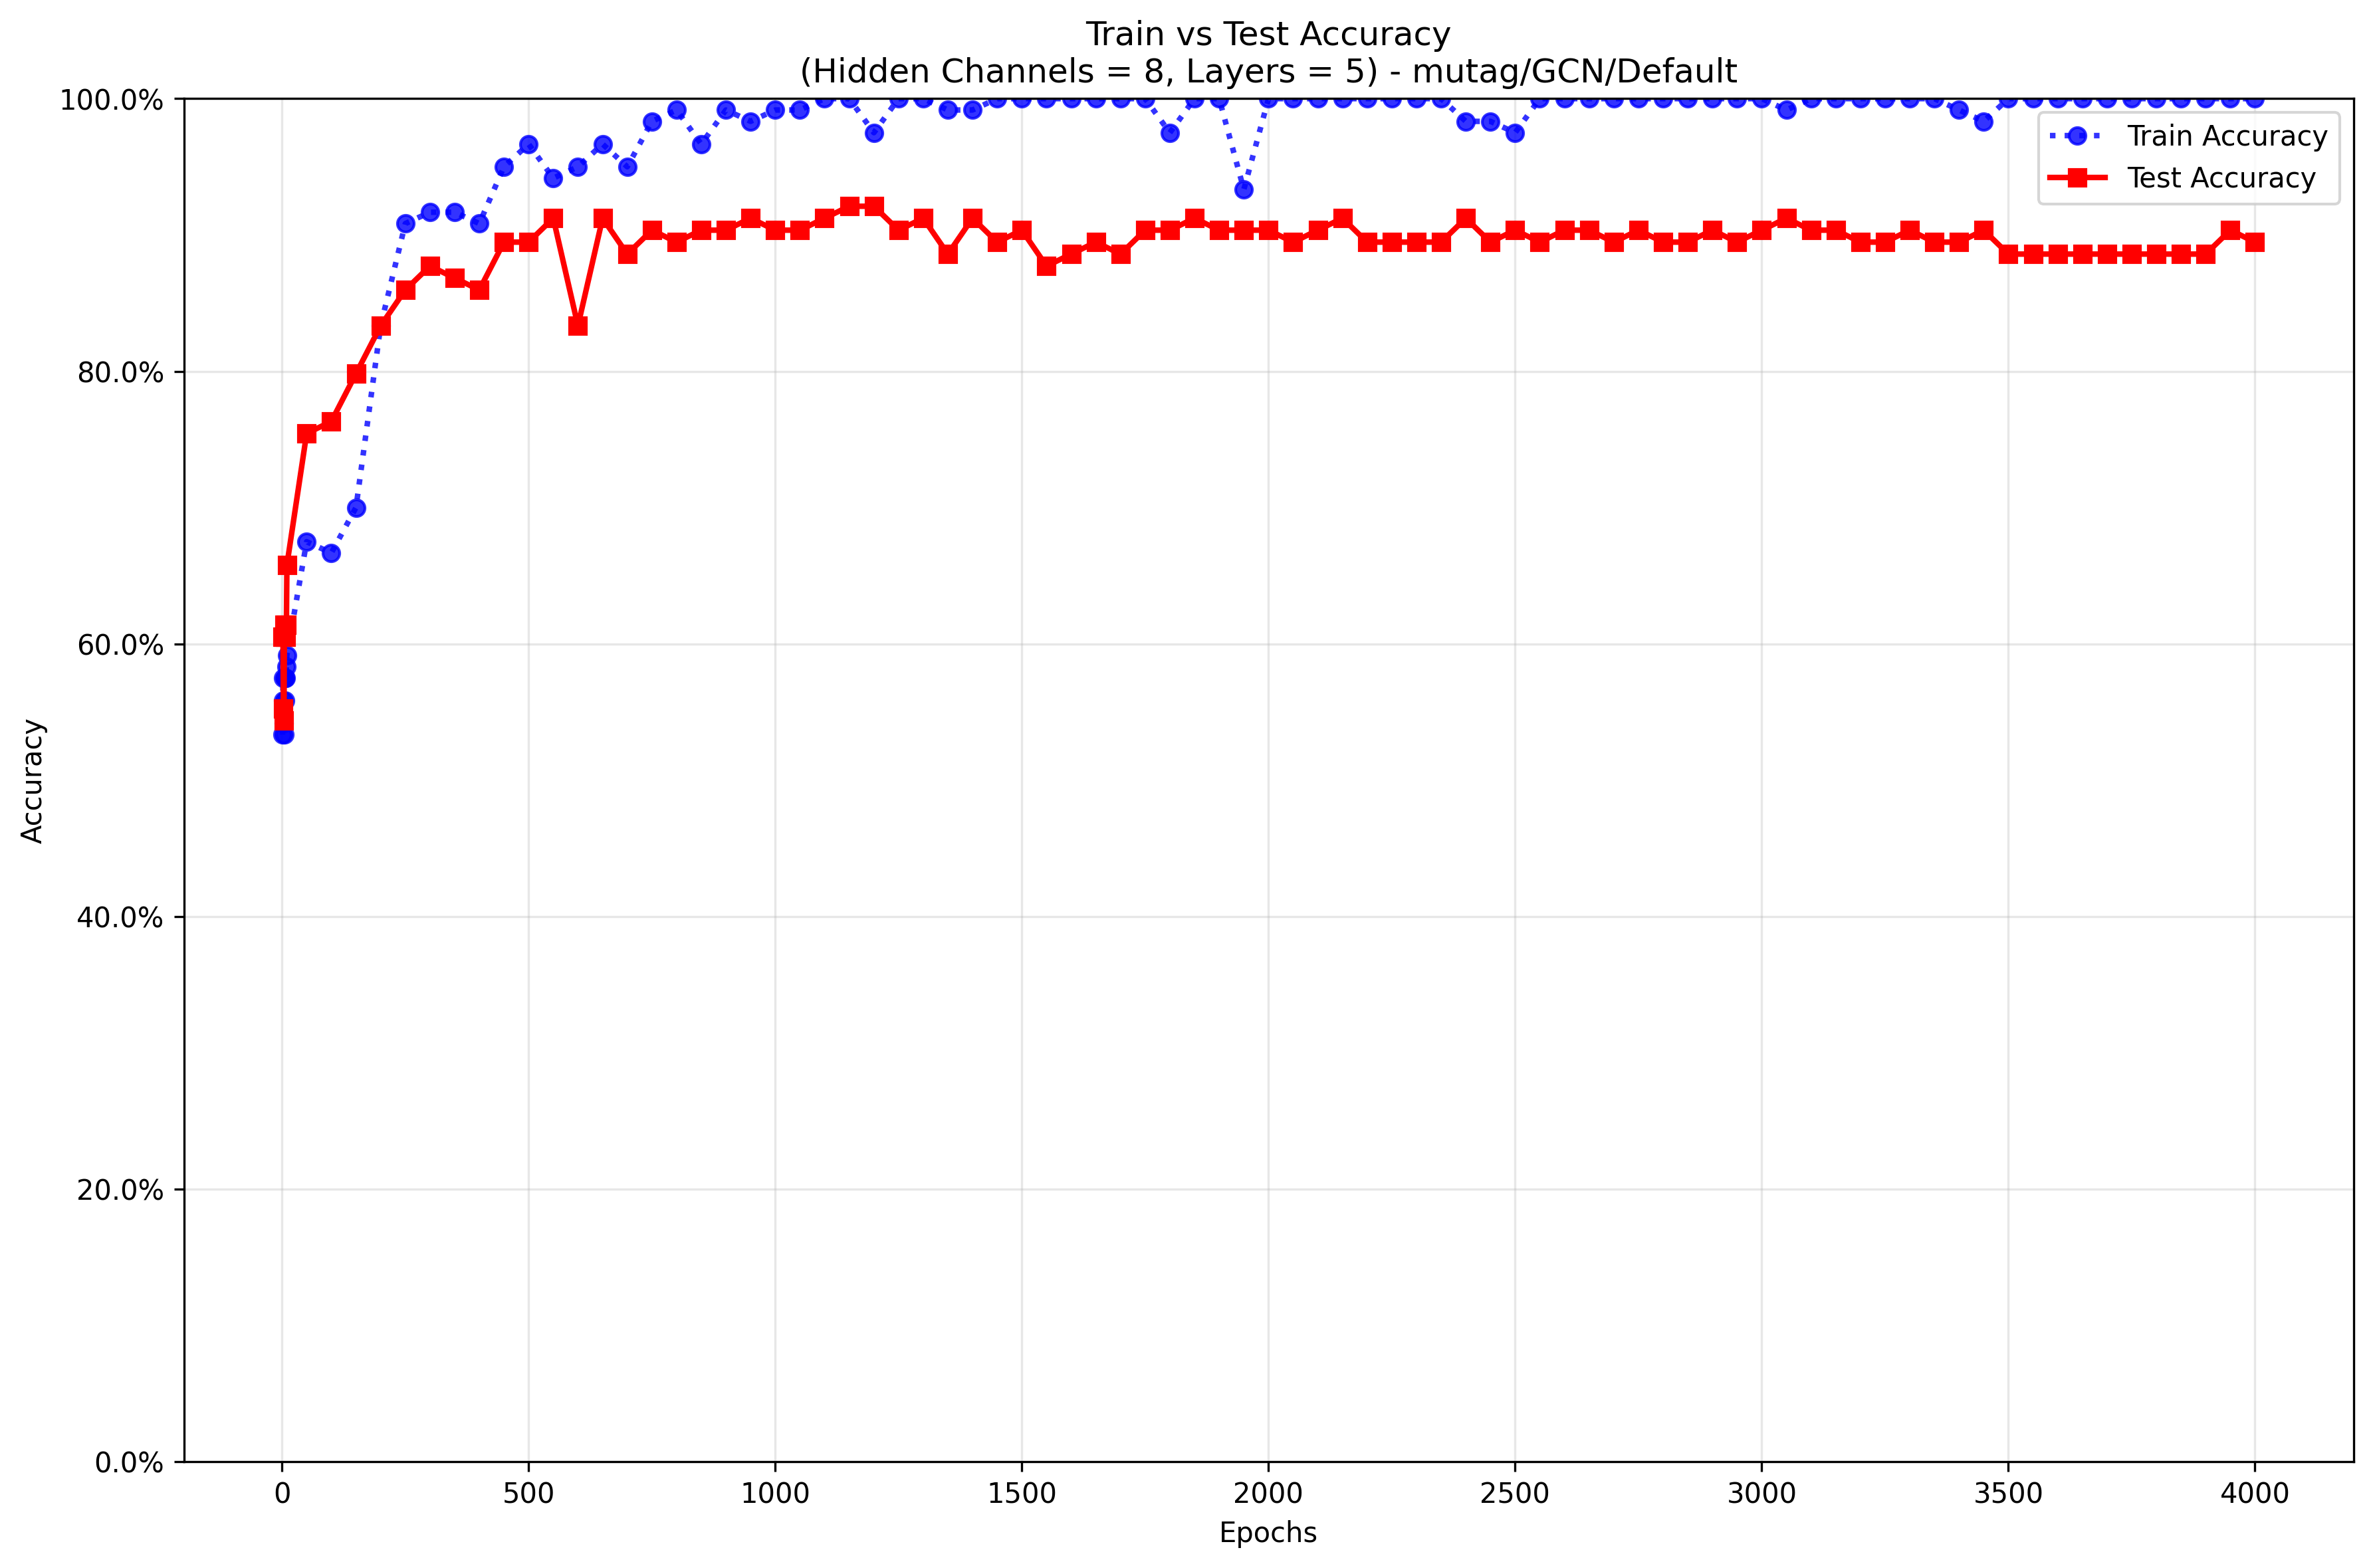 Train vs Test Accuracy
(Hidden Channels = 8, Layers = 5) - mutag/GCN/Default
100.0%
80.0%
60.0%
40.0%
20.0%
0.0%
Accuracy
Train Accuracy
Test Accuracy
0 500 1000 1500 2000 2500 3000 3500 4000
Epochs